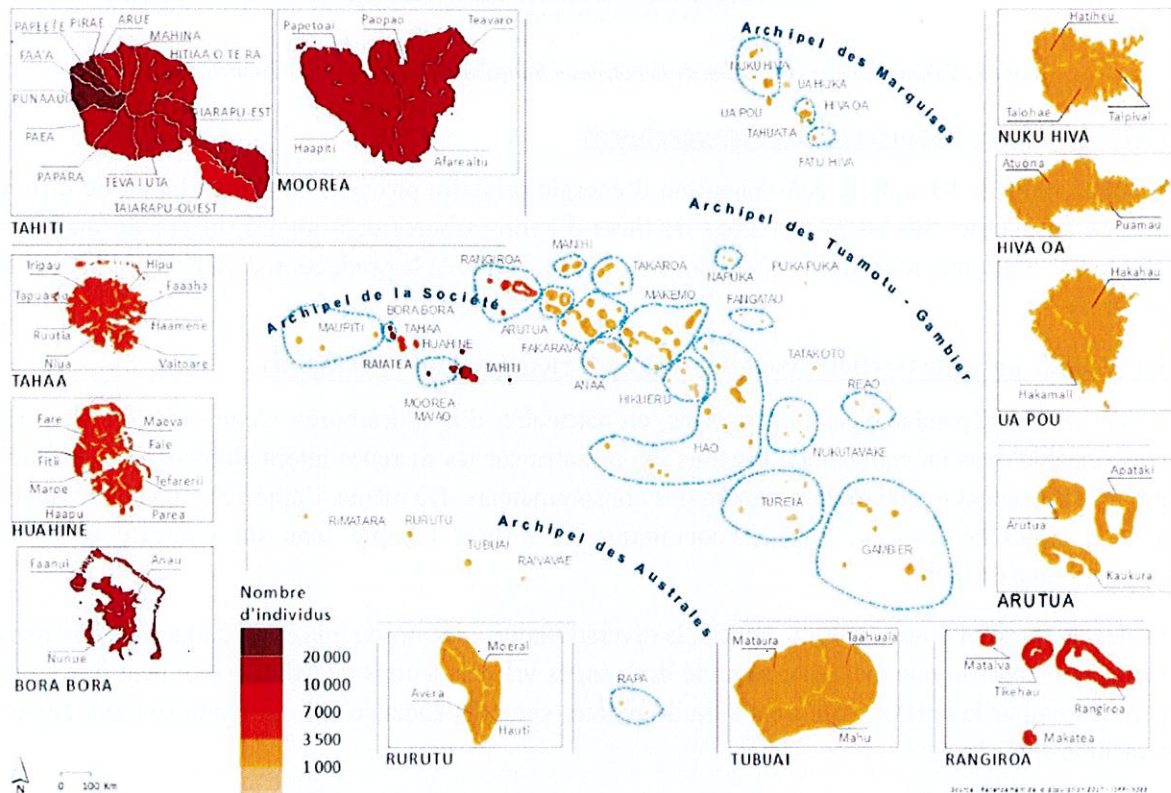 PAPEETE
PIRAE
ARUE
MAHINA
HITIAA O TE RA
FAA'A
PUNAAUIA
PAEA
PAPARA
TEVA I UTA
TAIARAPU-OUEST
TAIARAPU-EST
TAHITI
Papetoai
Paopao
Teavaro
Haapiti
Afareaitu
MOOREA
Archipel des Marquises
NUKU HIVA
UA HUKA
UA POU
HIVA OA
TAHUATA
FATU HIVA
Hatiheu
Taiohae
Taipivai
NUKU HIVA
Atuona
Puamau
HIVA OA
Hakahau
Hakamaii
UA POU
Apataki
Arutua
Kaukura
ARUTUA
Archipel des Tuamotu - Gambier
RANGIROA
MANIHI
TAKAROA
NAPUKA
PUKA PUKA
FANGATAU
MAKEMO
ARUTUA
FAKARAVA
ANAA
HIKUERU
TATAKOTO
REAO
HAO
NUKUTAVAKE
TUREIA
GAMBIER
Archipel de la Société
MAUPITI
BORA BORA
TAHAA
HUAHINE
RAIATEA
TAHITI
MOOREA-
MAIAO
Iripau
Hipu
Tapuamu
Faaaha
Haamene
Ruutia
Niua
Vaitoare
TAHAA
Fare
Maeva
Faie
Fitii
Maroe
Tefarerii
Haapu
Parea
HUAHINE
Faanui
Anau
Nunue
BORA BORA
Archipel des Australes
RIMATARA
RURUTU
TUBUAI
RAIVAVAE
RAPA
Nombre
d'individus
20 000
10 000
7 000
3 500
1 000
Moerai
Avera
Hauti
RURUTU
Mataura
Taahuaia
Mahu
TUBUAI
Mataiva
Tikehau
Rangiroa
Makatea
RANGIROA
N
0 100 Km